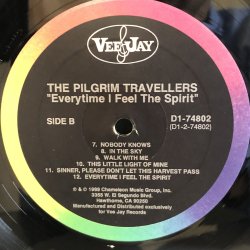 VEE JAY
THE PILGRIM TRAVELLERS
"Everytime I Feel The Spirit"
SIDE B
D1-74802
(D1-2-74802)
7. NOBODY KNOWS
8. IN THE SKY
9. WALK WITH ME
10. THIS LITTLE LIGHT OF MINE
11. SINNER, PLEASE DON'T LET THIS HARVEST PASS
12. EVERYTIME I FEEL THE SPIRIT
℗ & © 1989 Chameleon Music Group, Inc.
3355 W. El Segundo Blvd.
Hawthorne, CA 90250
Manufactured and Distributed exclusively
for Vee Jay Records